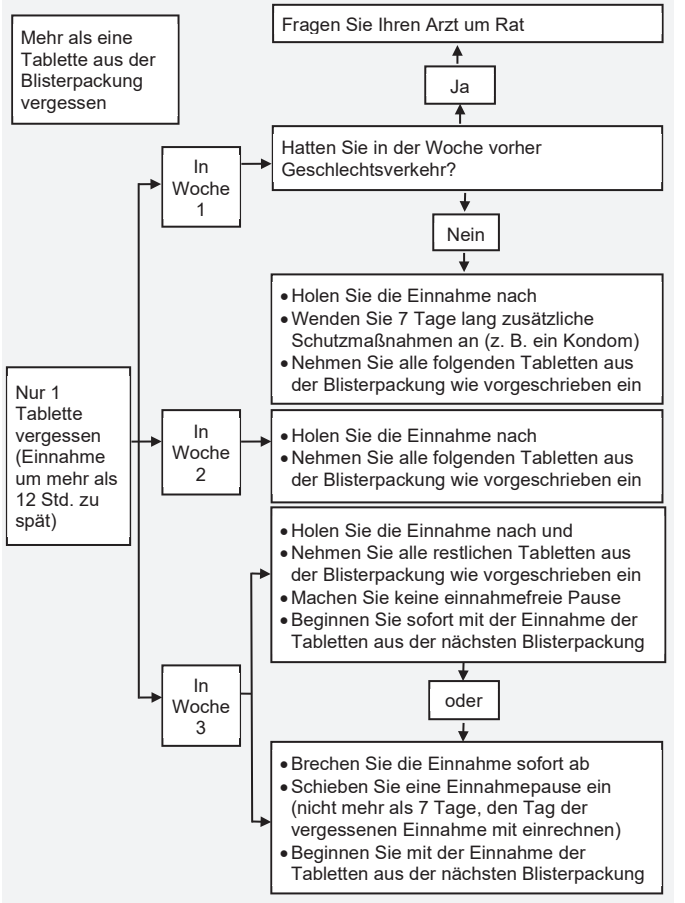 Mehr als eine
Tablette aus der
Blisterpackung
vergessen
Fragen Sie Ihren Arzt um Rat
Ja
In
Woche
1
Hatten Sie in der Woche vorher
Geschlechtsverkehr?
Nein
• Holen Sie die Einnahme nach
• Wenden Sie 7 Tage lang zusätzliche
Schutzmaßnahmen an (z. B. ein Kondom)
• Nehmen Sie alle folgenden Tabletten aus
der Blisterpackung wie vorgeschrieben ein
Nur 1
Tablette
vergessen
(Einnahme
um mehr als
12 Std. zu
spät)
In
Woche
2
• Holen Sie die Einnahme nach
• Nehmen Sie alle folgenden Tabletten aus
der Blisterpackung wie vorgeschrieben ein
In
Woche
3
• Holen Sie die Einnahme nach und
• Nehmen Sie alle restlichen Tabletten aus
der Blisterpackung wie vorgeschrieben ein
• Machen Sie keine einnahmefreie Pause
• Beginnen Sie sofort mit der Einnahme der
Tabletten aus der nächsten Blisterpackung
oder
• Brechen Sie die Einnahme sofort ab
• Schieben Sie eine Einnahmepause ein
(nicht mehr als 7 Tage, den Tag der
vergessenen Einnahme mit einrechnen)
• Beginnen Sie mit der Einnahme der
Tabletten aus der nächsten Blisterpackung